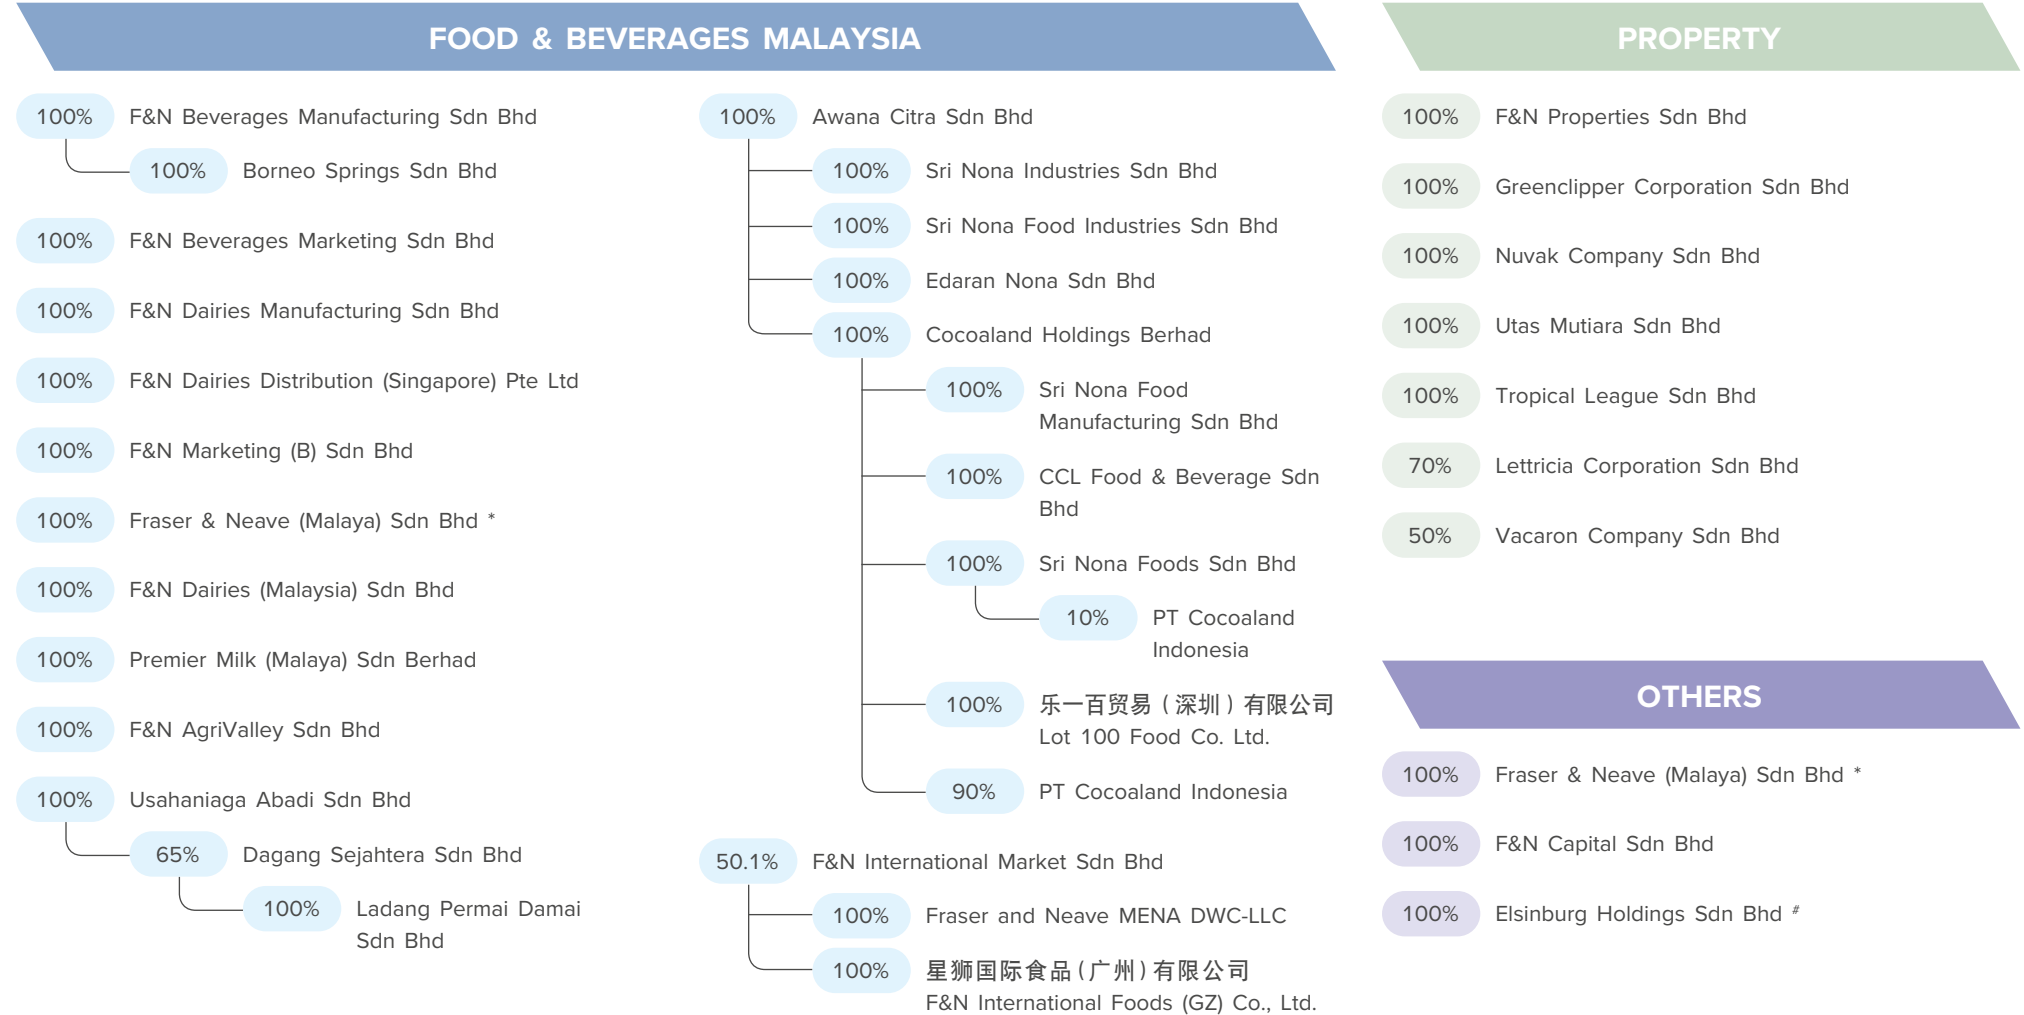 FOOD & BEVERAGES MALAYSIA
100% F&N Beverages Manufacturing Sdn Bhd
100% Borneo Springs Sdn Bhd
100% F&N Beverages Marketing Sdn Bhd
100% F&N Dairies Manufacturing Sdn Bhd
100% F&N Dairies Distribution (Singapore) Pte Ltd
100% F&N Marketing (B) Sdn Bhd
100% Fraser & Neave (Malaya) Sdn Bhd *
100% F&N Dairies (Malaysia) Sdn Bhd
100% Premier Milk (Malaya) Sdn Berhad
100% F&N AgriValley Sdn Bhd
100% Usahaniaga Abadi Sdn Bhd
65% Dagang Sejahtera Sdn Bhd
100% Ladang Permai Damai
Sdn Bhd
100% Awana Citra Sdn Bhd
100% Sri Nona Industries Sdn Bhd
100% Sri Nona Food Industries Sdn Bhd
100% Edaran Nona Sdn Bhd
100% Cocoaland Holdings Berhad
100% Sri Nona Food
Manufacturing Sdn Bhd
100% CCL Food & Beverage Sdn
Bhd
100% Sri Nona Foods Sdn Bhd
10% PT Cocoaland
Indonesia
100% 乐一百贸易（深圳）有限公司
Lot 100 Food Co. Ltd.
90% PT Cocoaland Indonesia
50.1% F&N International Market Sdn Bhd
100% Fraser and Neave MENA DWC-LLC
100% 星狮国际食品(广州)有限公司
F&N International Foods (GZ) Co., Ltd.
PROPERTY
100% F&N Properties Sdn Bhd
100% Greenclipper Corporation Sdn Bhd
100% Nuvak Company Sdn Bhd
100% Utas Mutiara Sdn Bhd
100% Tropical League Sdn Bhd
70% Lettricia Corporation Sdn Bhd
50% Vacaron Company Sdn Bhd
OTHERS
100% Fraser & Neave (Malaya) Sdn Bhd *
100% F&N Capital Sdn Bhd
100% Elsinburg Holdings Sdn Bhd #